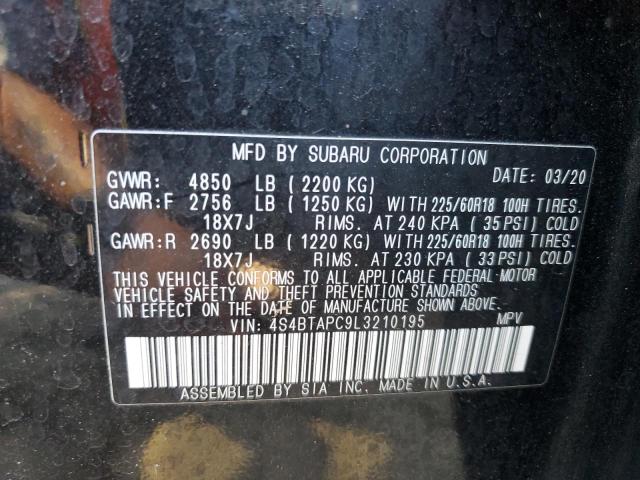 MFD BY SUBARU CORPORATION
GVWR: 4850 LB ( 2200 KG) DATE: 03/20
GAWR:F 2756 LB ( 1250 KG) WITH 225/60R18 100H TIRES.
18X7J RIMS. AT 240 KPA ( 35 PSI) COLD
GAWR:R 2690 LB ( 1220 KG) WITH 225/60R18 100H TIRES.
18X7J RIMS. AT 230 KPA ( 33 PSI) COLD
THIS VEHICLE CONFORMS TO ALL APPLICABLE FEDERAL MOTOR
VEHICLE SAFETY AND THEFT PREVENTION STANDARDS
IN EFFECT ON THE DATE OF MANUFACTURE SHOWN ABOVE.
VIN: 4S4BTAPC9L3210195 MPV
ASSEMBLED BY SIA INC. MADE IN U.S.A.